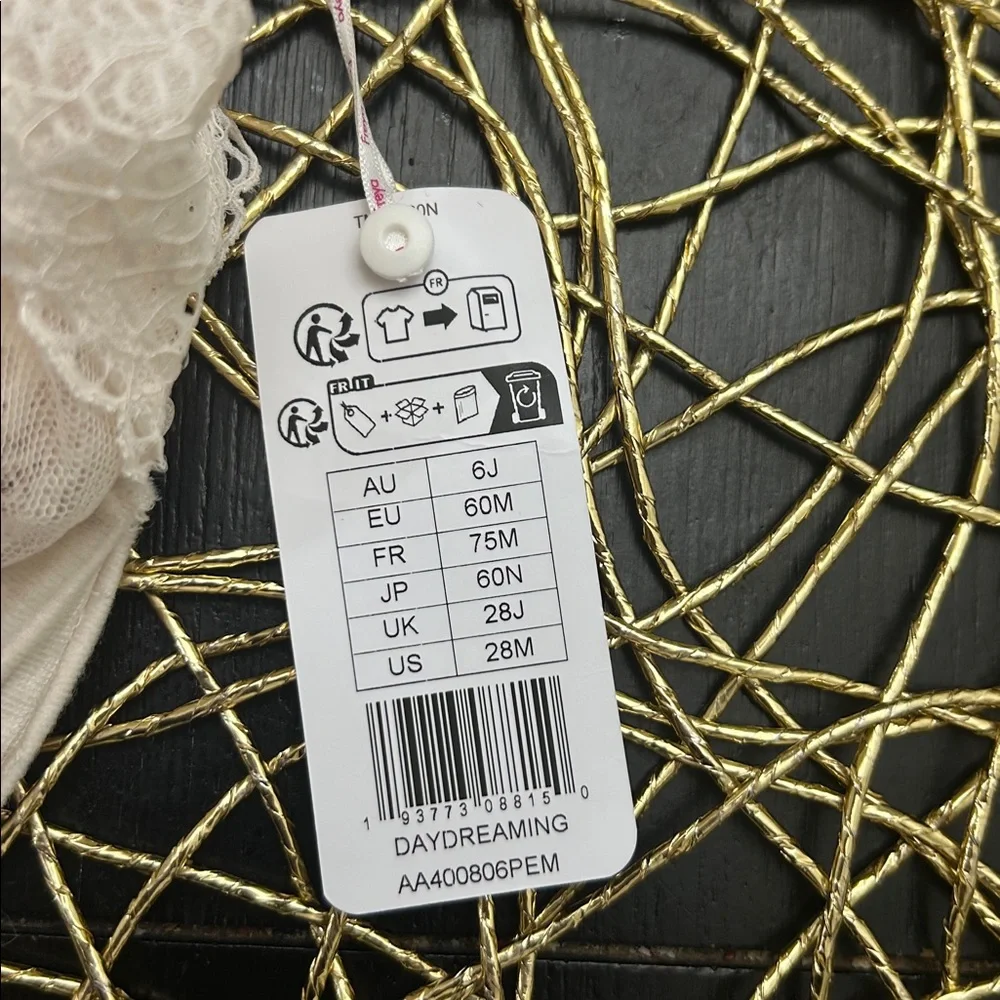 FR
FR IT
AU 6J
EU 60M
FR 75M
JP 60N
UK 28J
US 28M
1 93773 08815 0
DAYDREAMING
AA400806PEM